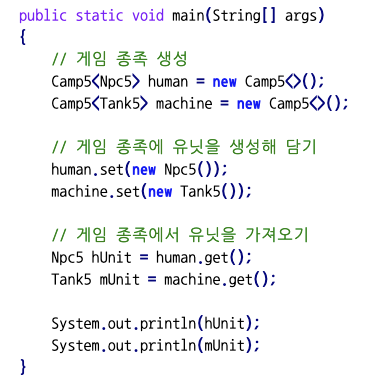 public static void main(String[] args)
{
    // 게임 종족 생성
    Camp5<Npc5> human = new Camp5<>();
    Camp5<Tank5> machine = new Camp5<>();

    // 게임 종족에 유닛을 생성해 담기
    human.set(new Npc5());
    machine.set(new Tank5());

    // 게임 종족에서 유닛을 가져오기
    Npc5 hUnit = human.get();
    Tank5 mUnit = machine.get();

    System.out.println(hUnit);
    System.out.println(mUnit);
}